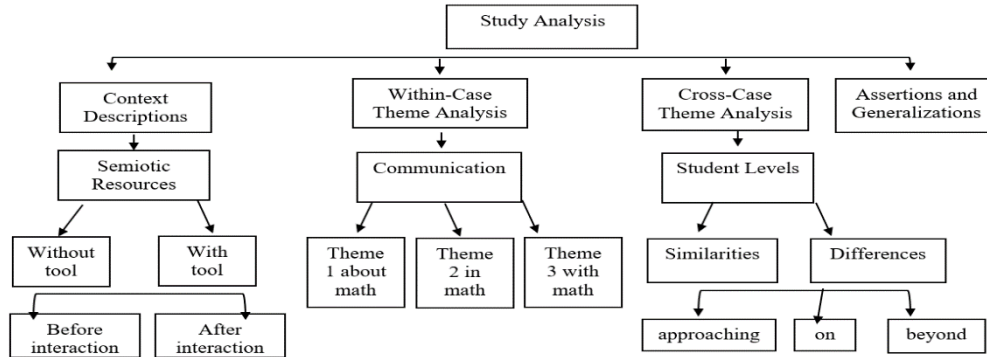 Study Analysis
Context
Descriptions
Within-Case
Theme Analysis
Cross-Case
Theme Analysis
Assertions and
Generalizations
Semiotic
Resources
Communication
Student Levels
Without
tool
With
tool
Theme
1 about
math
Theme
2 in
math
Theme
3 with
math
Similarities
Differences
Before
interaction
After
interaction
approaching
on
beyond